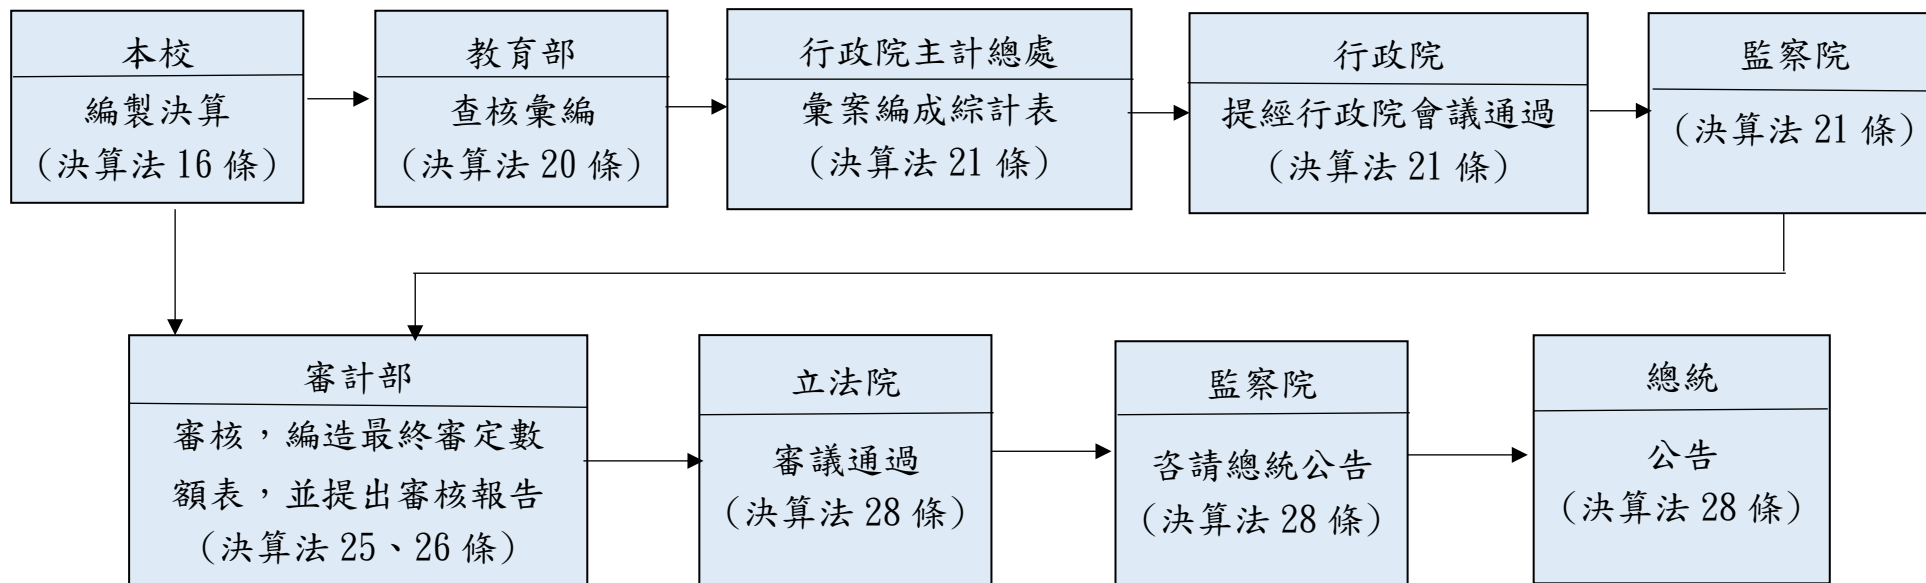 本校
編製決算
（決算法 16 條）
教育部
查核彙編
（決算法 20 條）
行政院主計總處
彙案編成綜計表
（決算法 21 條）
行政院
提經行政院會議通過
（決算法 21 條）
監察院
（決算法 21 條）
審計部
審核，編造最終審定數
額表，並提出審核報告
（決算法 25、26 條）
立法院
審議通過
（決算法 28 條）
監察院
咨請總統公告
（決算法 28 條）
總統
公告
（決算法 28 條）